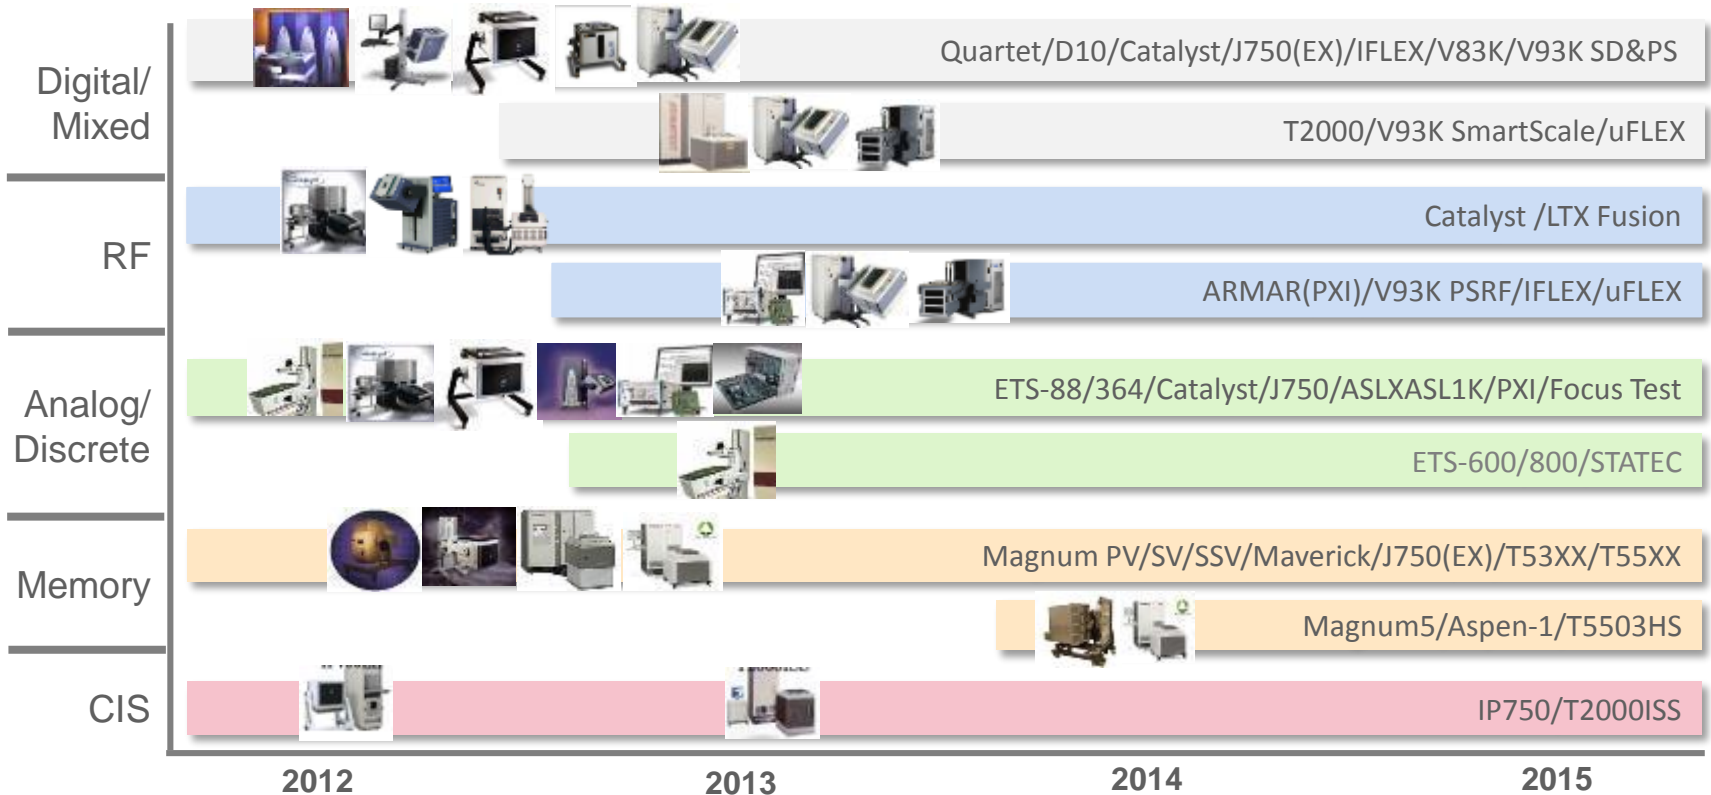 Digital/
Mixed
Quartet/D10/Catalyst/J750(EX)/IFLEX/V83K/V93K SD&PS
T2000/V93K SmartScale/uFLEX
RF
Catalyst /LTX Fusion
ARMAR(PXI)/V93K PSRF/IFLEX/uFLEX
Analog/
Discrete
ETS-88/364/Catalyst/J750/ASLXASL1K/PXI/Focus Test
ETS-600/800/STATEC
Memory
Magnum PV/SV/SSV/Maverick/J750(EX)/T53XX/T55XX
Magnum5/Aspen-1/T5503HS
CIS
IP750/T2000ISS
2012
2013
2014
2015